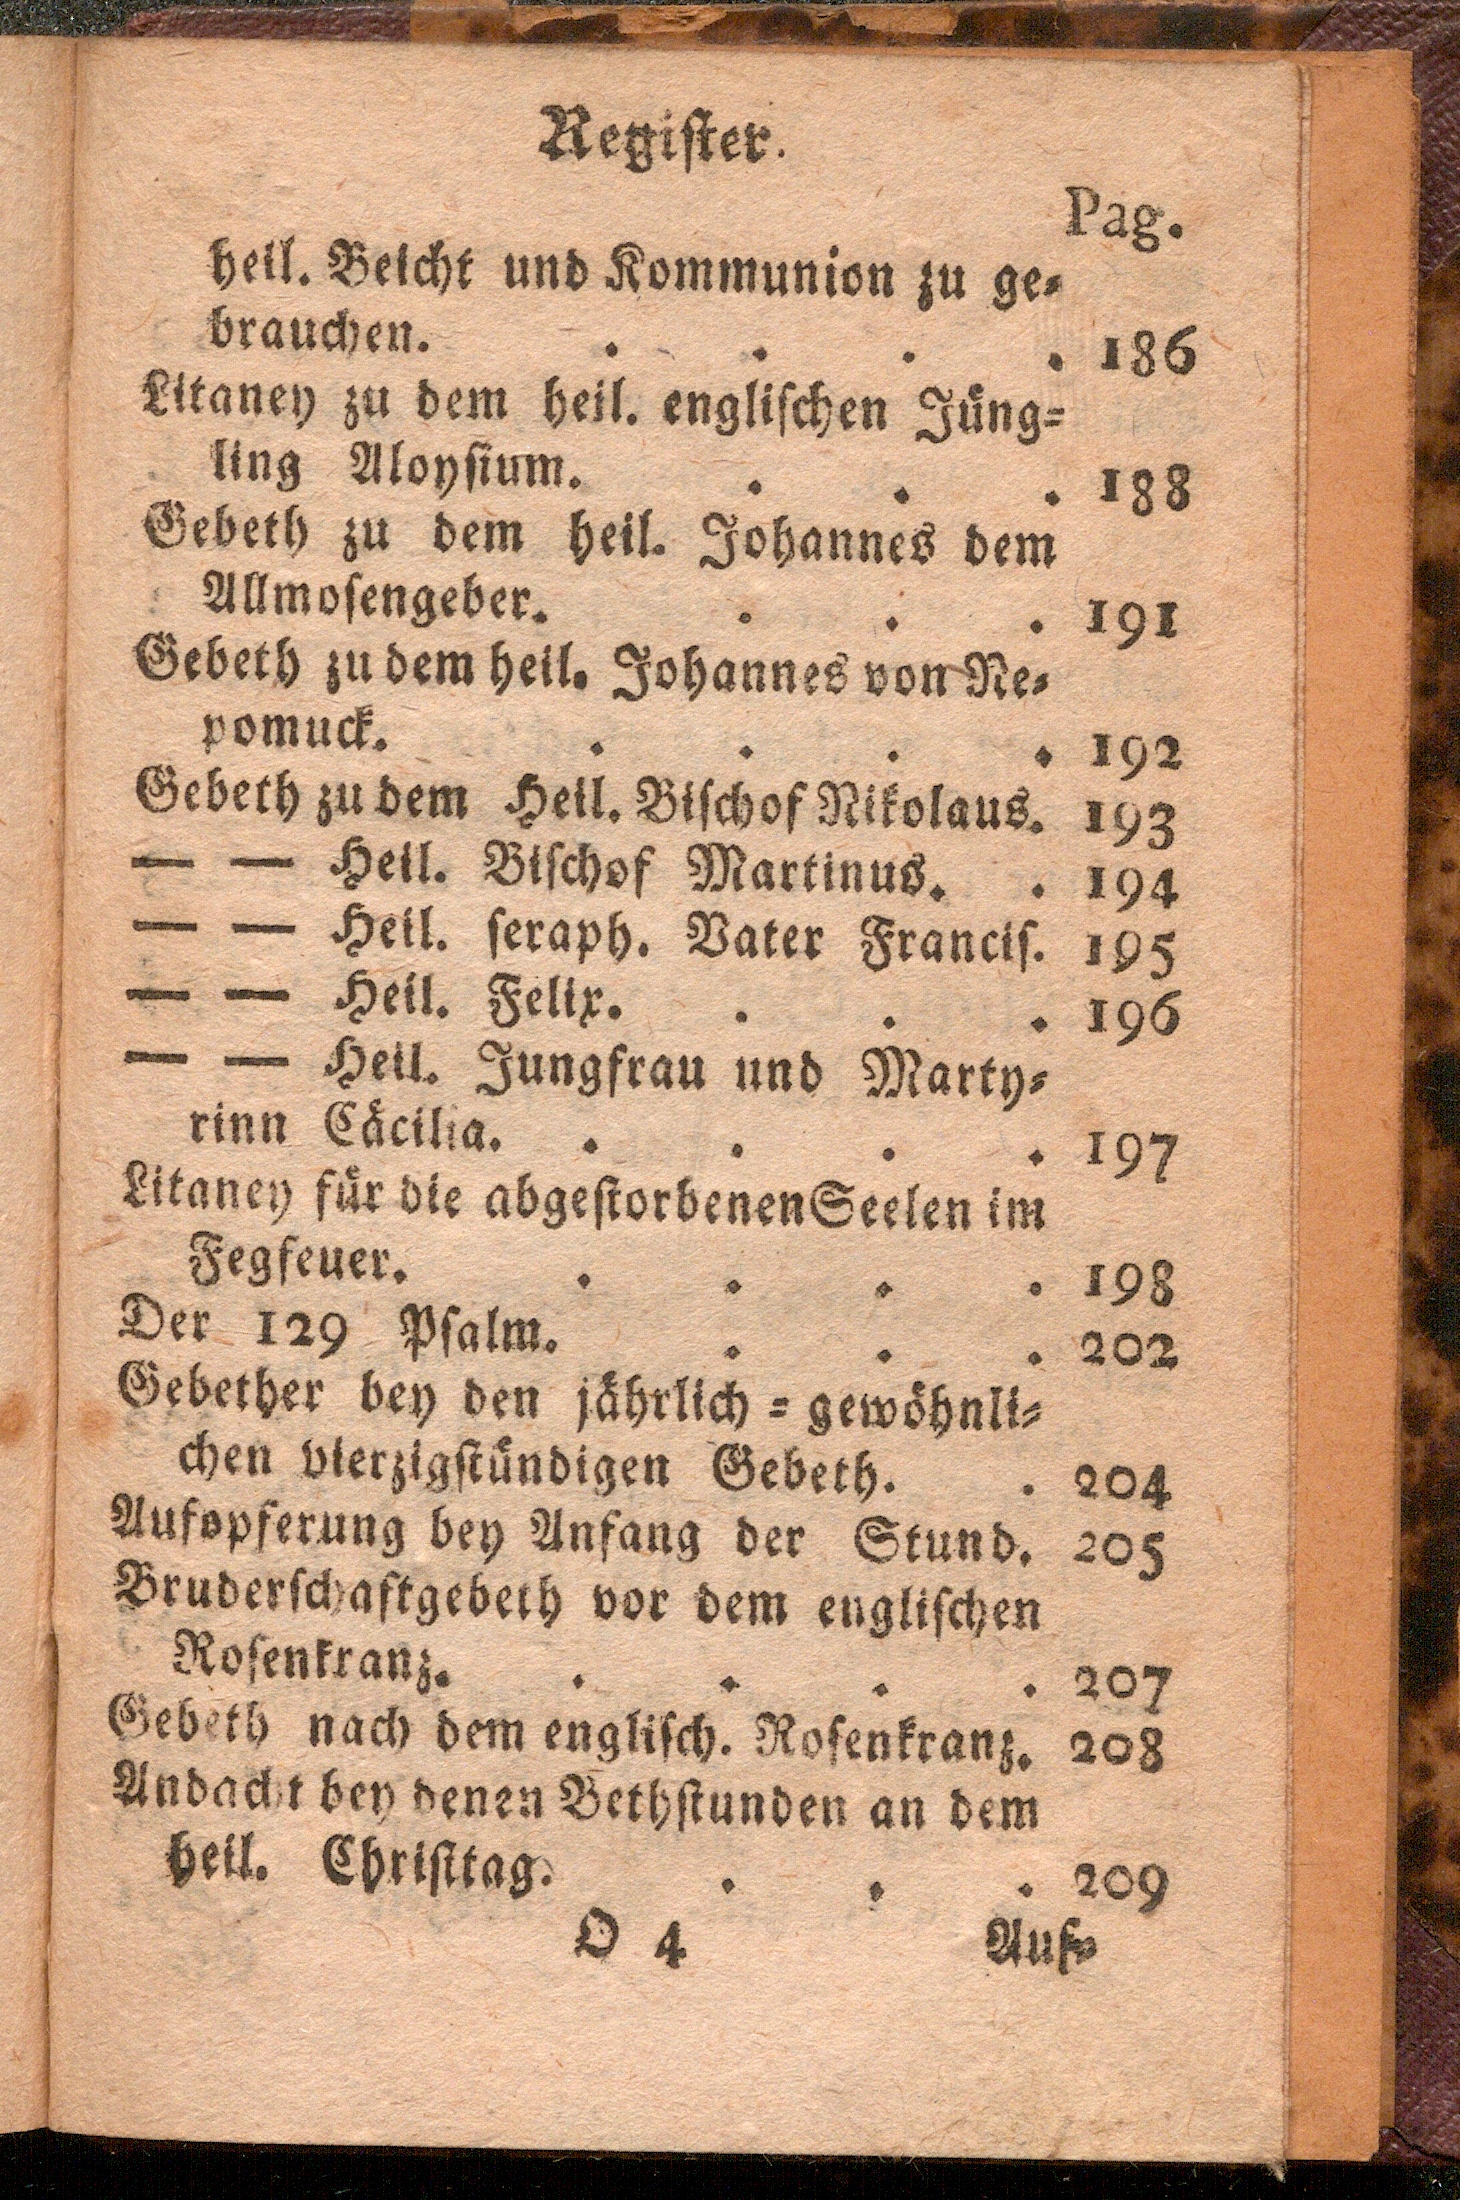 Regiſter.
Pag.
heil. Beicht und Kommunion zu ge⸗
brauchen. . . . . 186
Litaney zu dem heil. engliſchen Jüng⸗
ling Aloyſium. . . . 188
Gebeth zu dem heil. Johannes dem
Allmoſengeber. . . . 191
Gebeth zu dem heil. Johannes von Ne⸗
pomuck. . . . . 192
Gebeth zu dem Heil. Biſchof Nikolaus. 193
— — Heil. Biſchof Martinus. . 194
— — Heil. ſeraph. Vater Franciſ. 195
— — Heil. Felix. . . . 196
— — Heil. Jungfrau und Marty⸗
rinn Cäcilia. . . . . 197
Litaney für die abgeſtorbenen Seelen im
Fegfeuer. . . . . 198
Der 129 Pſalm. . . . 202
Gebether bey den jährlich ⸗ gewöhnli⸗
chen vierzigſtündigen Gebeth. . 204
Aufopferung bey Anfang der Stund. 205
Bruderſchaftgebeth vor dem engliſchen
Roſenkranz. . . . . 207
Gebeth nach dem engliſch. Roſenkranz. 208
Andacht bey denen Bethſtunden an dem
heil. Chriſttag. . . . 209
O 4 Auf⸗